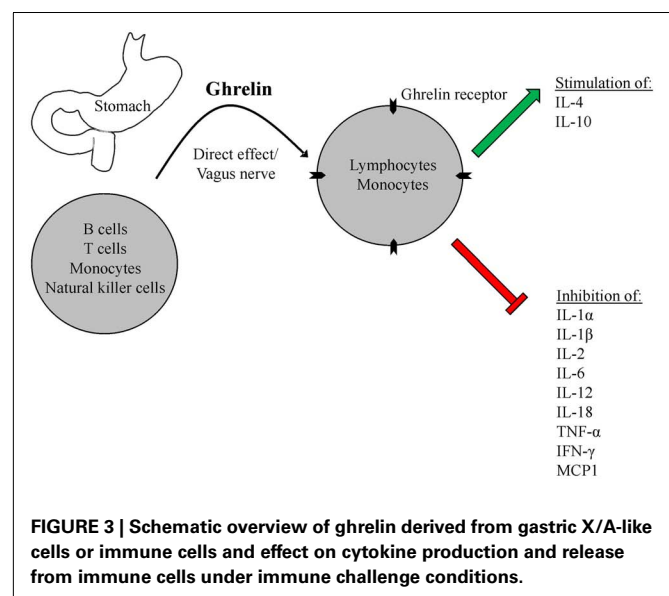 Stomach
Ghrelin
Direct effect/
Vagus nerve
B cells
T cells
Monocytes
Natural killer cells
Ghrelin receptor
Lymphocytes
Monocytes
Stimulation of:
IL-4
IL-10
Inhibition of:
IL-1α
IL-1β
IL-2
IL-6
IL-12
IL-18
TNF-α
IFN-γ
MCP1
FIGURE 3 | Schematic overview of ghrelin derived from gastric X/A-like
cells or immune cells and effect on cytokine production and release
from immune cells under immune challenge conditions.